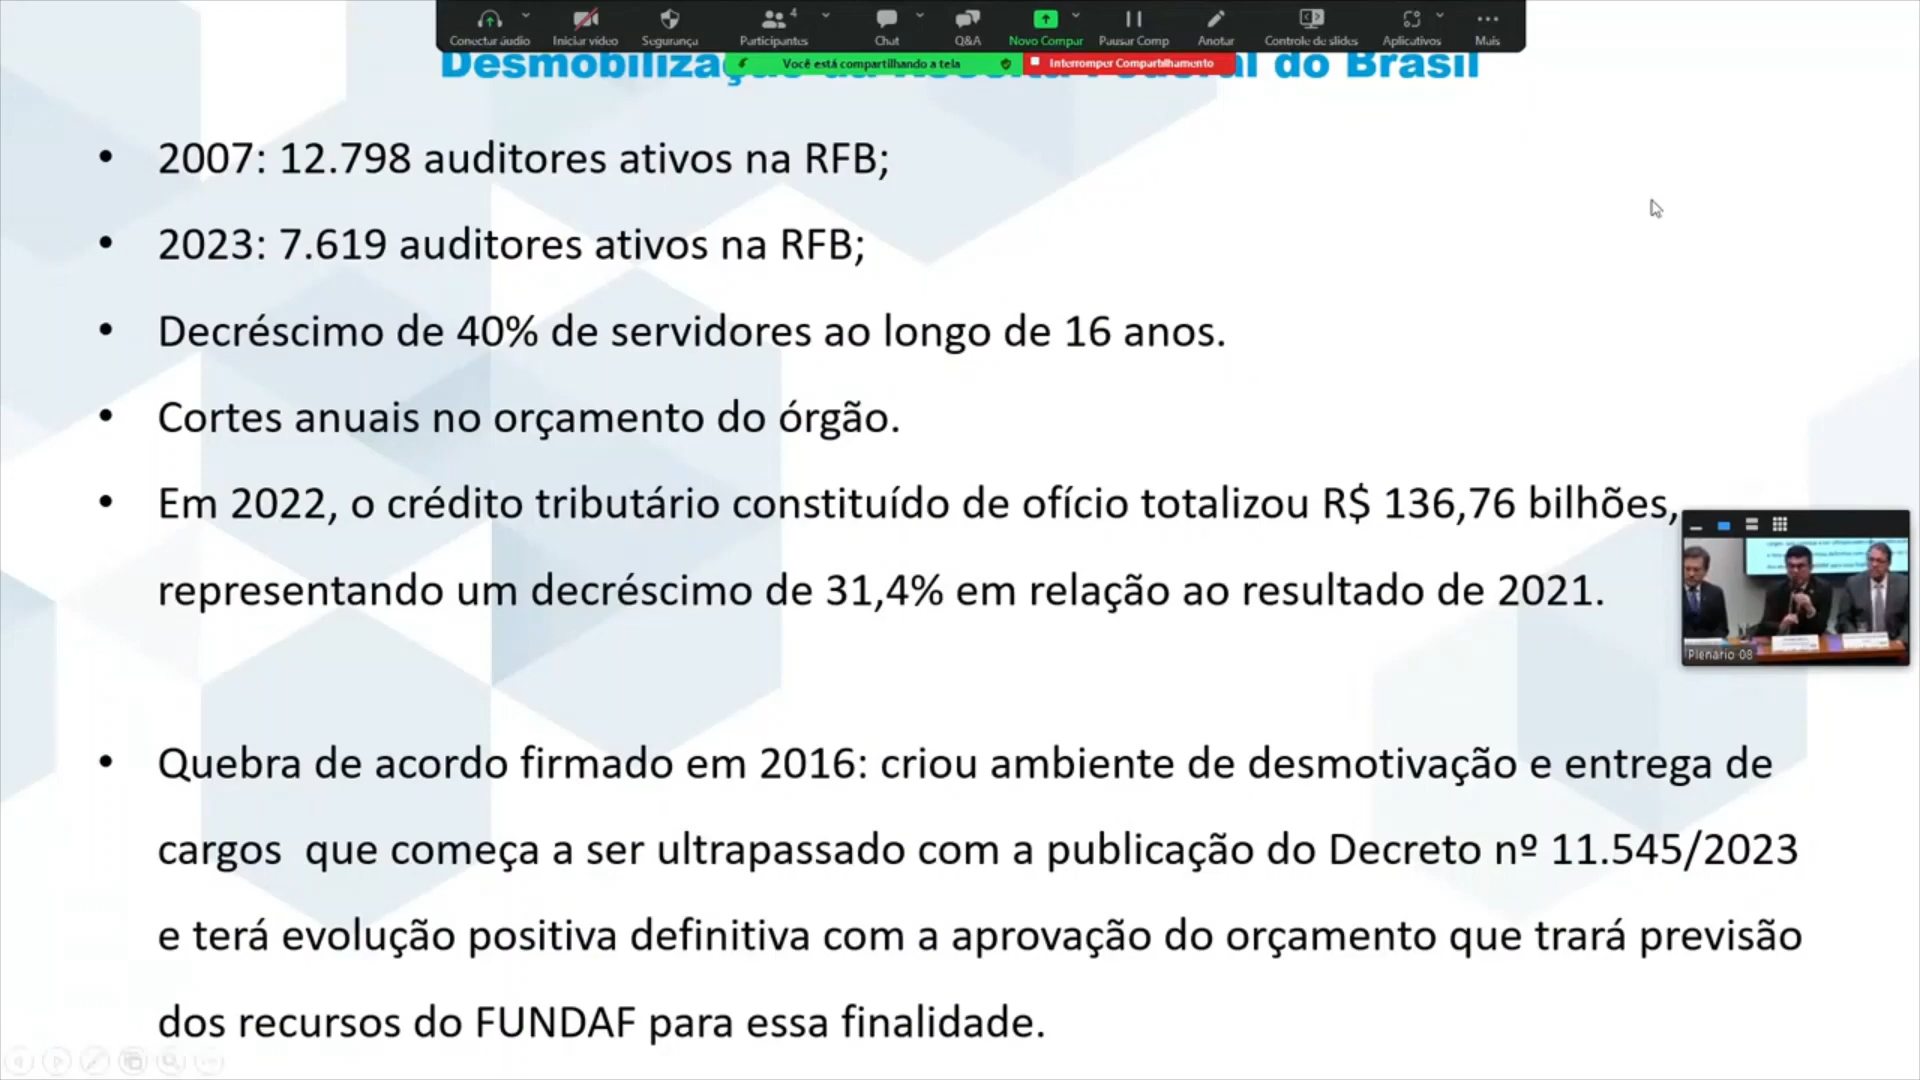 Conectar áudio
Iniciar vídeo
Segurança
Participantes
4
Chat
Q&A
Novo Compar
Pausar Comp
Anotar
Controle de slides
Aplicativos
Mais
Você está compartilhando a tela
Interromper Compartilhamento
do Brasil
• 2007: 12.798 auditores ativos na RFB;
• 2023: 7.619 auditores ativos na RFB;
• Decréscimo de 40% de servidores ao longo de 16 anos.
• Cortes anuais no orçamento do órgão.
• Em 2022, o crédito tributário constituído de ofício totalizou R$ 136,76 bilhões,
representando um decréscimo de 31,4% em relação ao resultado de 2021.
Plenário 08
• Quebra de acordo firmado em 2016: criou ambiente de desmotivação e entrega de
cargos que começa a ser ultrapassado com a publicação do Decreto nº 11.545/2023
e terá evolução positiva definitiva com a aprovação do orçamento que trará previsão
dos recursos do FUNDAF para essa finalidade.